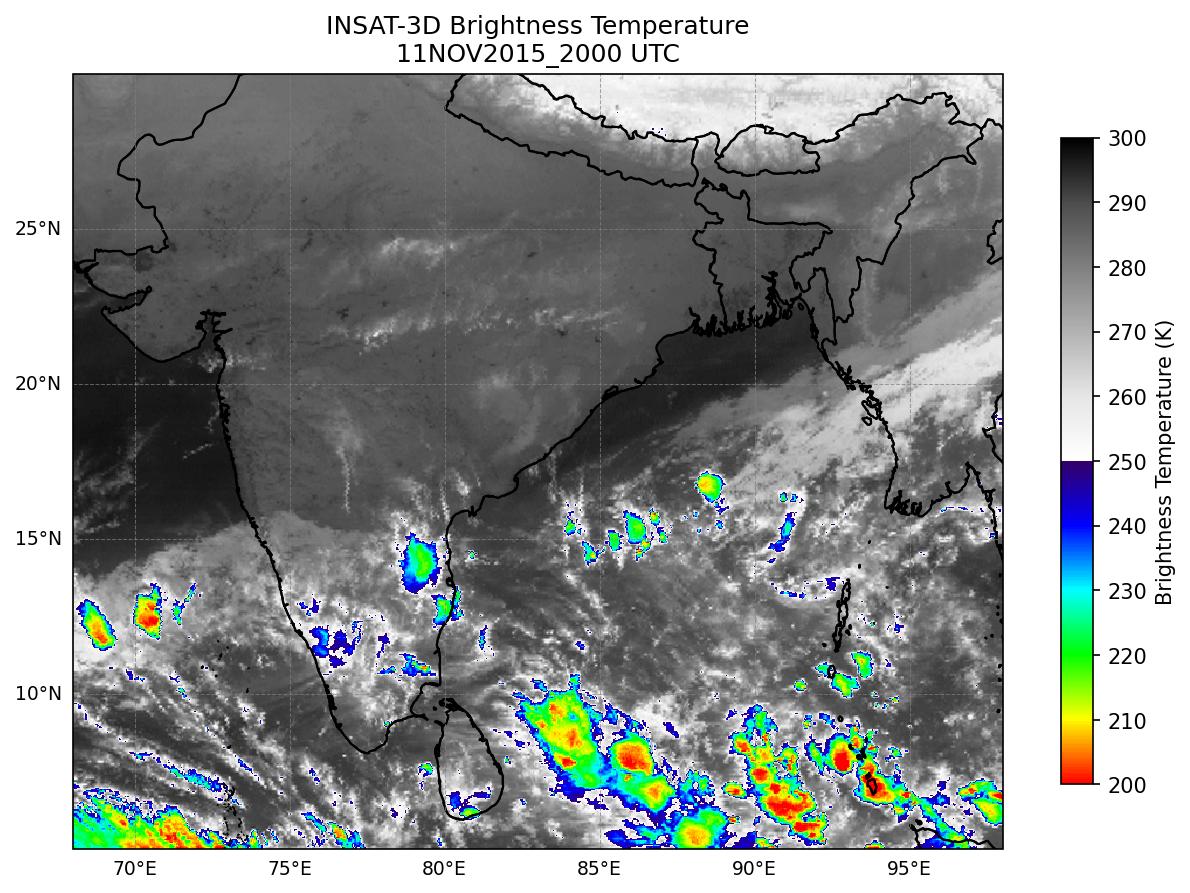 INSAT-3D Brightness Temperature
11NOV2015_2000 UTC
25°N
20°N
15°N
10°N
70°E
75°E
80°E
85°E
90°E
95°E
300
290
280
270
260
250
240
230
220
210
200
Brightness Temperature (K)